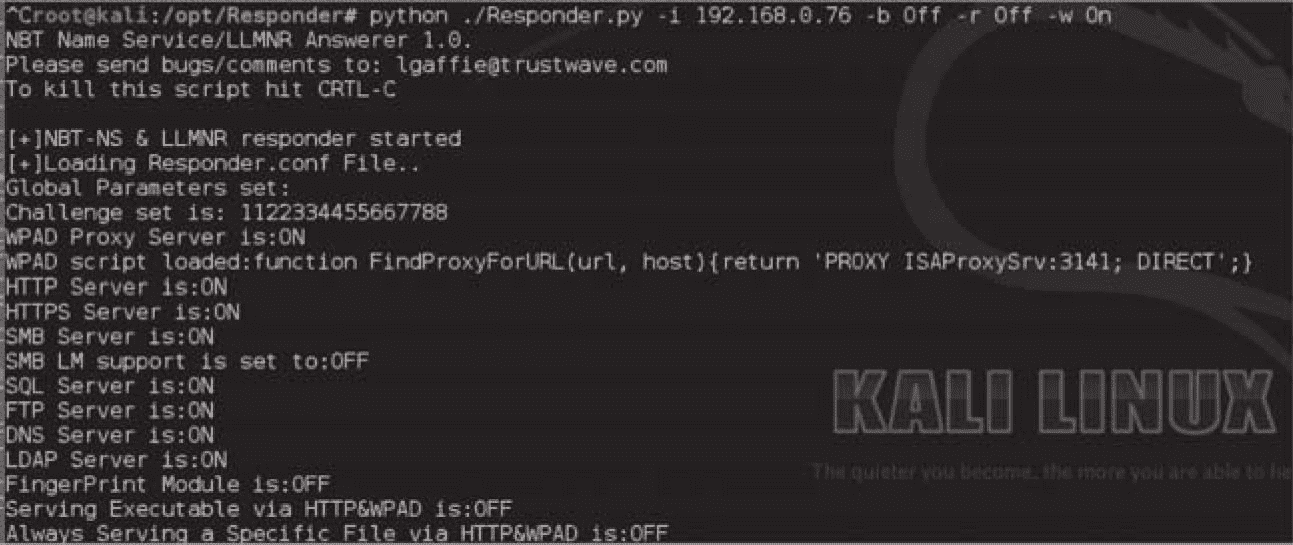 ^Croot@kali:/opt/Responder# python ./Responder.py -i 192.168.0.76 -b Off -r Off -w On
NBT Name Service/LLMNR Answerer 1.0.
Please send bugs/comments to: lgaffie@trustwave.com
To kill this script hit CRTL-C
[+]NBT-NS & LLMNR responder started
[+]Loading Responder.conf File..
Global Parameters set:
Challenge set is: 1122334455667788
WPAD Proxy Server is:ON
WPAD script loaded:function FindProxyForURL(url, host){return 'PROXY ISAProxySrv:3141; DIRECT';}
HTTP Server is:ON
HTTPS Server is:ON
SMB Server is:ON
SMB LM support is set to:OFF
SQL Server is:ON
FTP Server is:ON
DNS Server is:ON
LDAP Server is:ON
FingerPrint Module is:OFF
Serving Executable via HTTP&WPAD is:OFF
Always Serving a Specific File via HTTP&WPAD is:OFF
KALI LINUX
The quieter you become, the more you are able to he